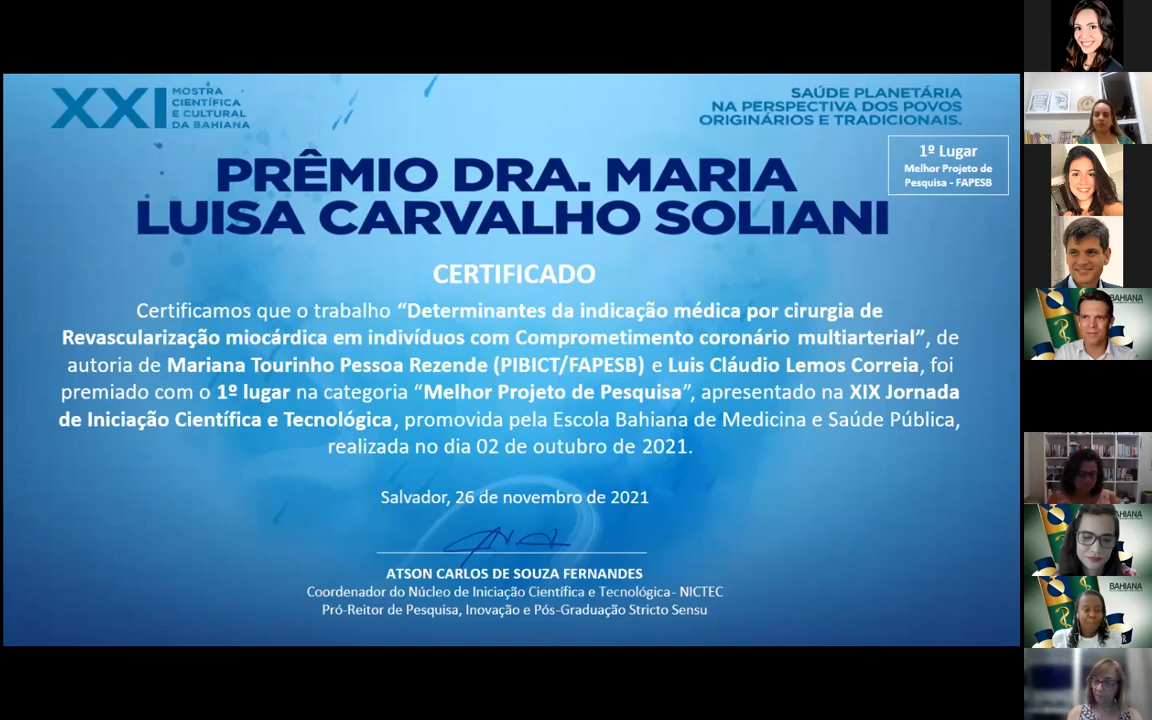 XXI
MOSTRA
CIENTÍFICA
E CULTURAL
DA BAHIANA
SAÚDE PLANETÁRIA
NA PERSPECTIVA DOS POVOS
ORIGINÁRIOS E TRADICIONAIS.
1º Lugar
Melhor Projeto de
Pesquisa - FAPESB
PRÊMIO DRA. MARIA
LUISA CARVALHO SOLIANI
CERTIFICADO
Certificamos que o trabalho “Determinantes da indicação médica por cirurgia de
Revascularização miocárdica em indivíduos com Comprometimento coronário multiarterial”, de
autoria de Mariana Tourinho Pessoa Rezende (PIBICT/FAPESB) e Luis Cláudio Lemos Correia, foi
premiado com o 1º lugar na categoria “Melhor Projeto de Pesquisa”, apresentado na XIX Jornada
de Iniciação Científica e Tecnológica, promovida pela Escola Bahiana de Medicina e Saúde Pública,
realizada no dia 02 de outubro de 2021.
Salvador, 26 de novembro de 2021
ATSON CARLOS DE SOUZA FERNANDES
Coordenador do Núcleo de Iniciação Científica e Tecnológica- NICTEC
Pró-Reitor de Pesquisa, Inovação e Pós-Graduação Stricto Sensu
BAHIANA
AHIANA
BAHIANA